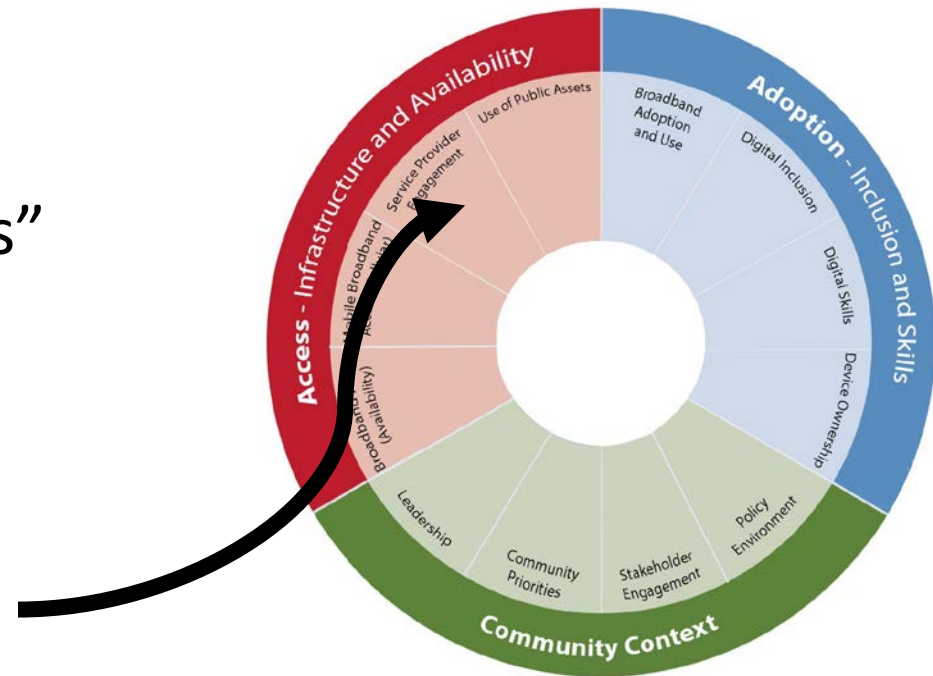 s”
Access - Infrastructure and Availability
Use of Public Assets
Service Provider
Engagement
Mobile Broadband
Broadband
(Availability)
Adoption - Inclusion and Skills
Broadband
Adoption
and Use
Digital Inclusion
Digital Skills
Device Ownership
Community Context
Leadership
Community
Priorities
Stakeholder
Engagement
Policy
Environment